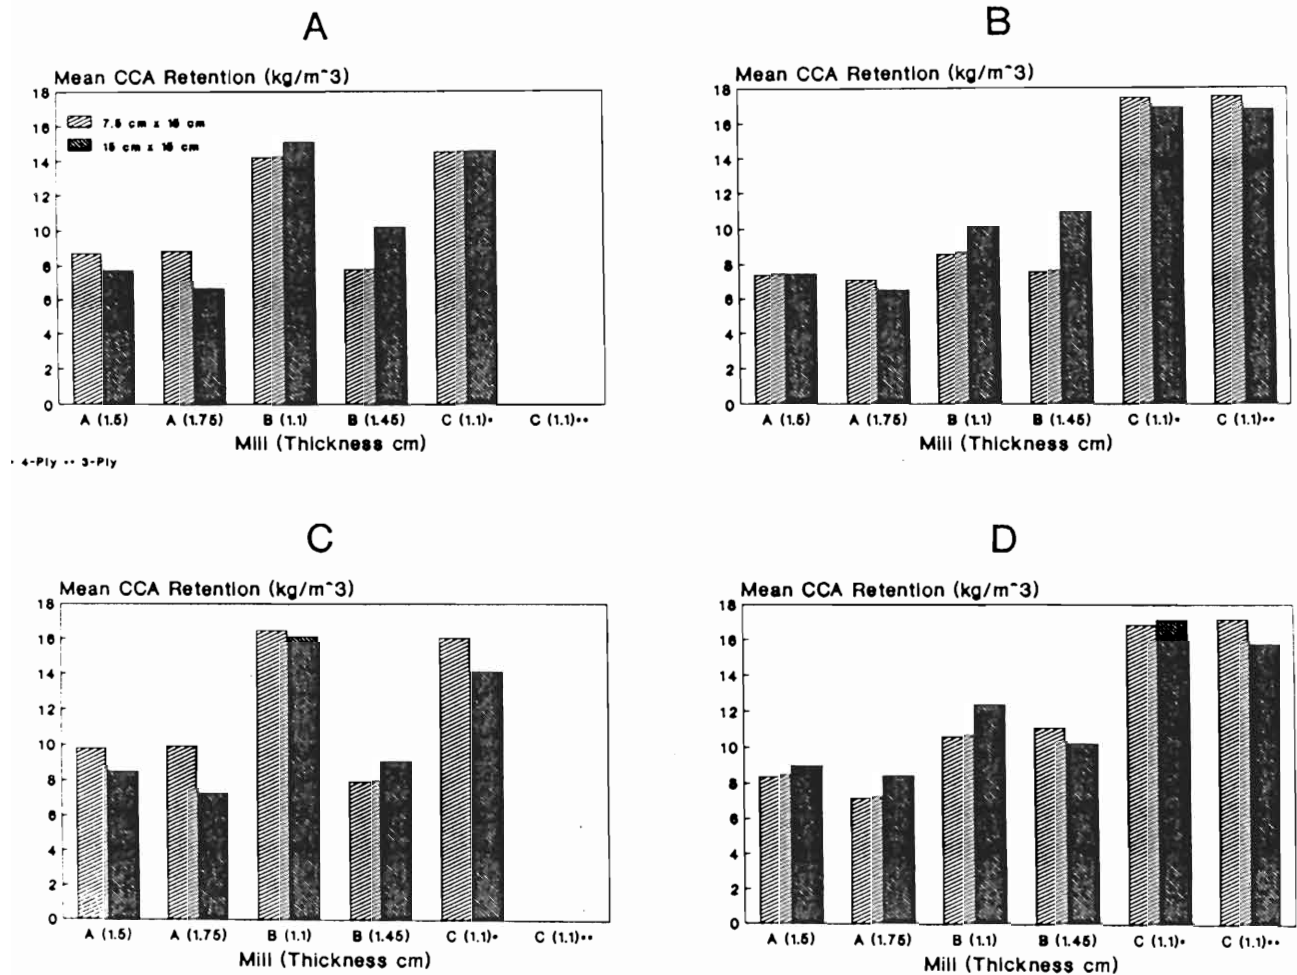 A
Mean CCA Retention (kg/m^3)
18
16
14
12
10
8
6
4
2
0
7.5 cm x 15 cm
15 cm x 15 cm
A (1.5) A (1.75) B (1.1) B (1.45) C (1.1)* C (1.1)**
Mill (Thickness cm)
* 4-Ply ** 3-Ply
B
Mean CCA Retention (kg/m^3)
18
16
14
12
10
8
6
4
2
0
A (1.5) A (1.75) B (1.1) B (1.45) C (1.1)* C (1.1)**
Mill (Thickness cm)
C
Mean CCA Retention (kg/m^3)
18
16
14
12
10
8
6
4
2
0
A (1.5) A (1.75) B (1.1) B (1.45) C (1.1)* C (1.1)**
Mill (Thickness cm)
D
Mean CCA Retention (kg/m^3)
18
16
14
12
10
8
6
4
2
0
A (1.5) A (1.75) B (1.1) B (1.45) C (1.1)* C (1.1)**
Mill (Thickness cm)